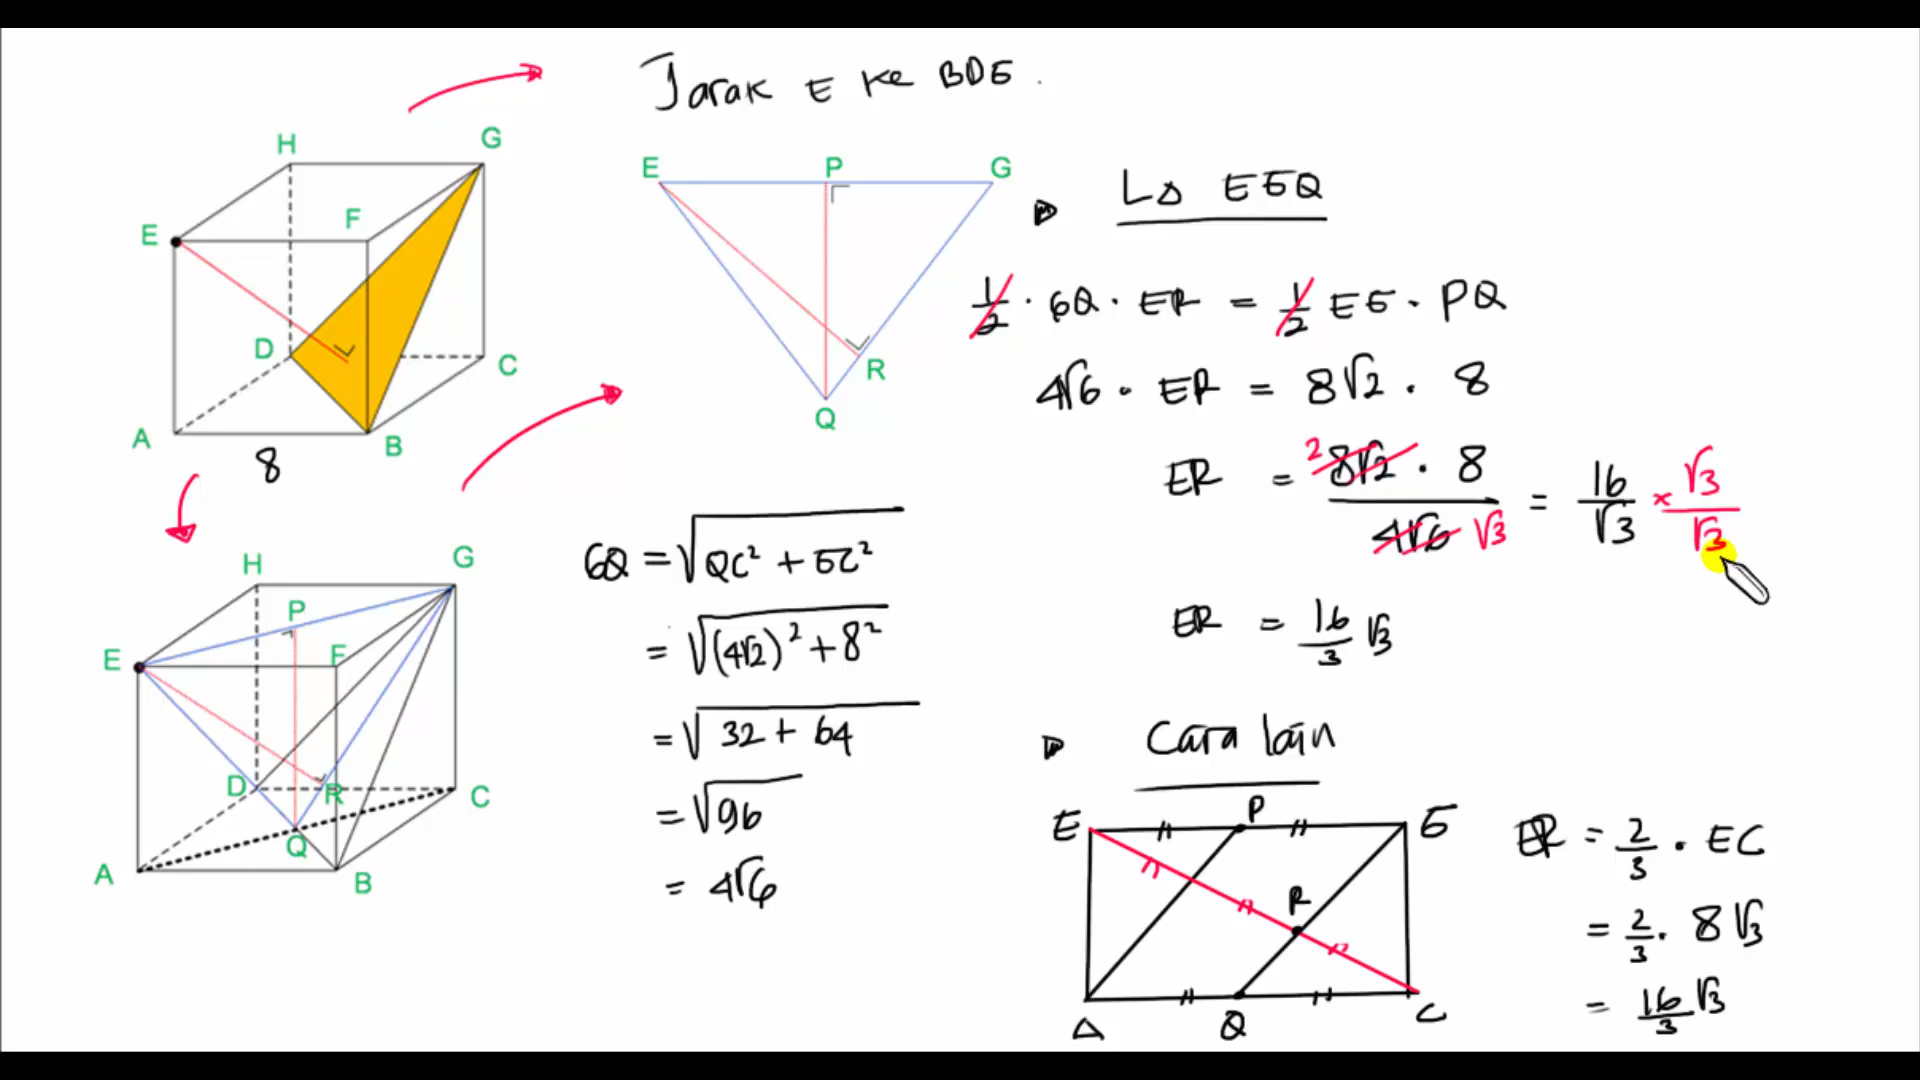 Jarak E ke BDG.
H
G
E
F
D
C
A
B
8
E
P
G
R
Q
H
G
P
E
F
D
R
C
Q
A
B
GQ = √QC² + GC²
= √(4√2)² + 8²
= √32 + 64
= √96
= 4√6
L△ EGQ
1/2 · GQ · ER = 1/2 EG · PQ
4√6 · ER = 8√2 · 8
ER = 2 8√2 · 8 / 4√6 √3 = 16/√3 × √3/√3
ER = 16/3 √3
Cara lain
E
P
G
R
A
Q
C
ER = 2/3 · EC
= 2/3 · 8√3
= 16/3 √3